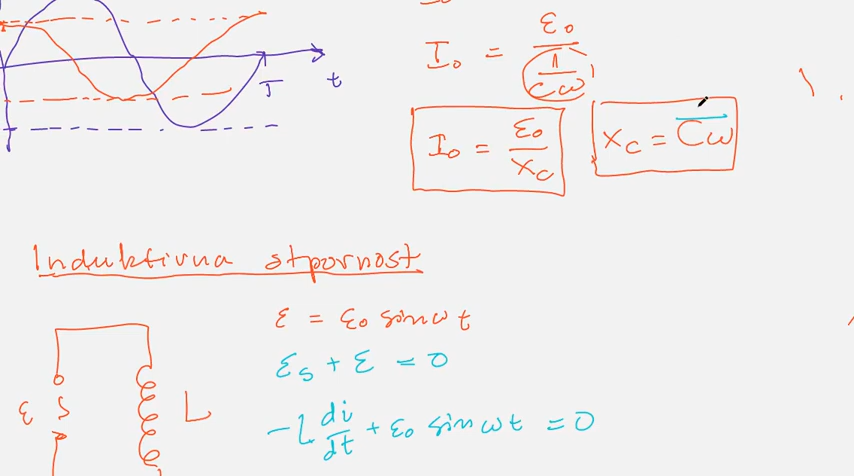 I₀ = ε₀ / (1 / Cω)
I₀ = ε₀ / X_C
X_C = ‾Cω
T
t
Induktivna otpornost
ε = ε₀ sin ωt
ε_s + ε = 0
-L di/dt + ε₀ sin ωt = 0
ε
L